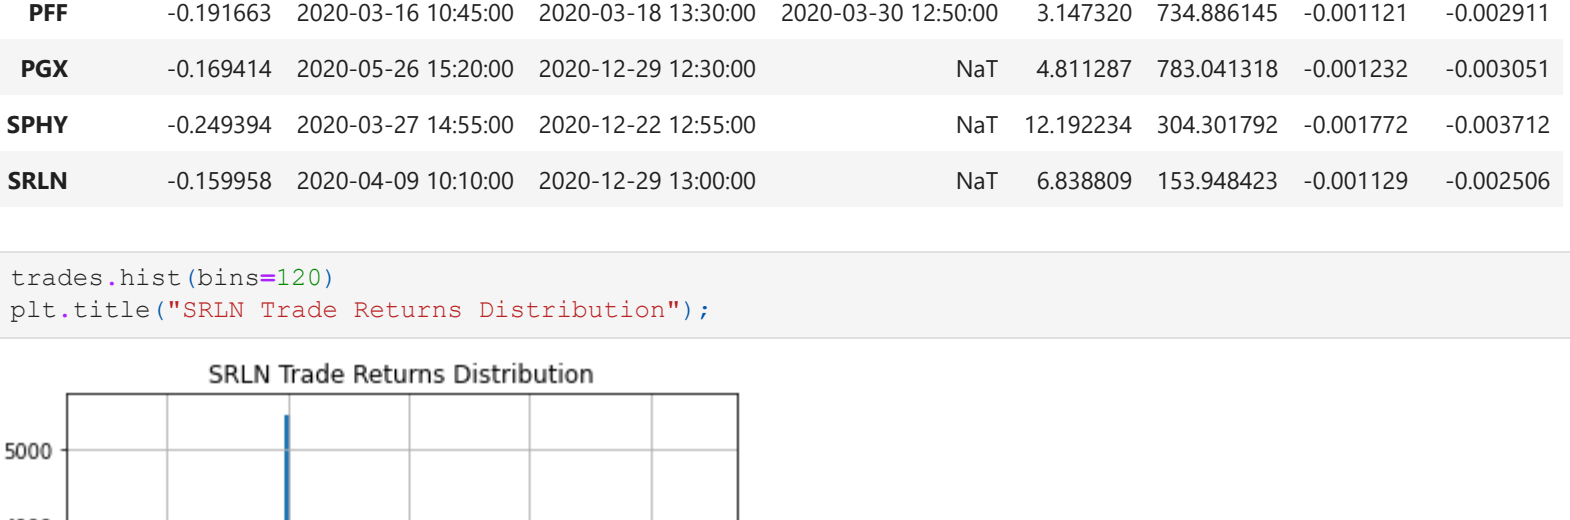 PFF -0.191663 2020-03-16 10:45:00 2020-03-18 13:30:00 2020-03-30 12:50:00 3.147320 734.886145 -0.001121 -0.002911
PGX -0.169414 2020-05-26 15:20:00 2020-12-29 12:30:00 NaT 4.811287 783.041318 -0.001232 -0.003051
SPHY -0.249394 2020-03-27 14:55:00 2020-12-22 12:55:00 NaT 12.192234 304.301792 -0.001772 -0.003712
SRLN -0.159958 2020-04-09 10:10:00 2020-12-29 13:00:00 NaT 6.838809 153.948423 -0.001129 -0.002506
trades.hist(bins=120)
plt.title("SRLN Trade Returns Distribution");
SRLN Trade Returns Distribution
5000